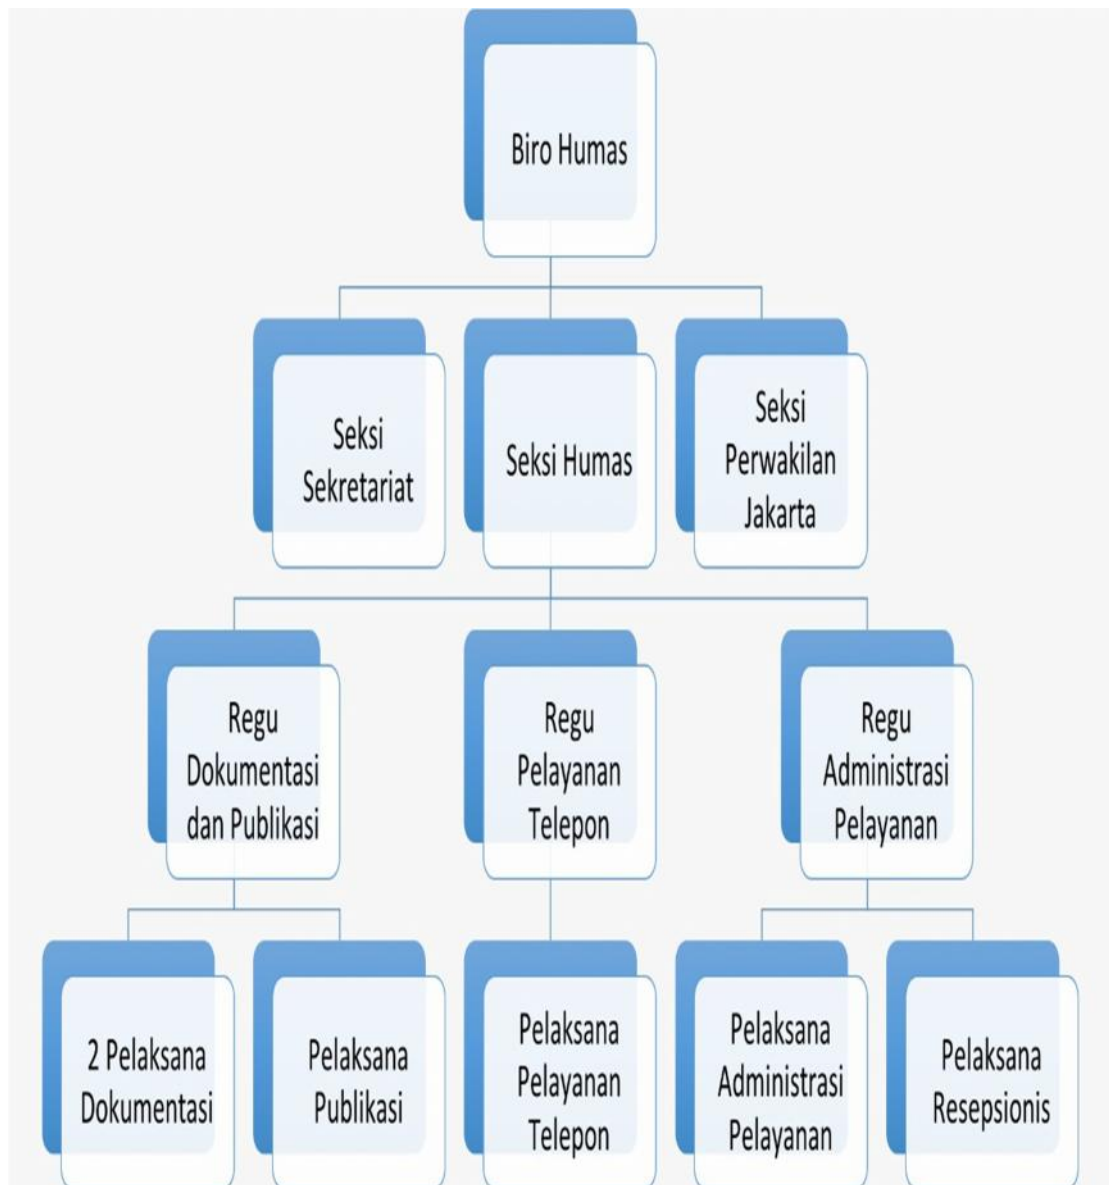 Biro Humas
Seksi
Sekretariat
Seksi Humas
Seksi
Perwakilan
Jakarta
Regu
Dokumentasi
dan Publikasi
Regu
Pelayanan
Telepon
Regu
Administrasi
Pelayanan
2 Pelaksana
Dokumentasi
Pelaksana
Publikasi
Pelaksana
Pelayanan
Telepon
Pelaksana
Administrasi
Pelayanan
Pelaksana
Resepsionis